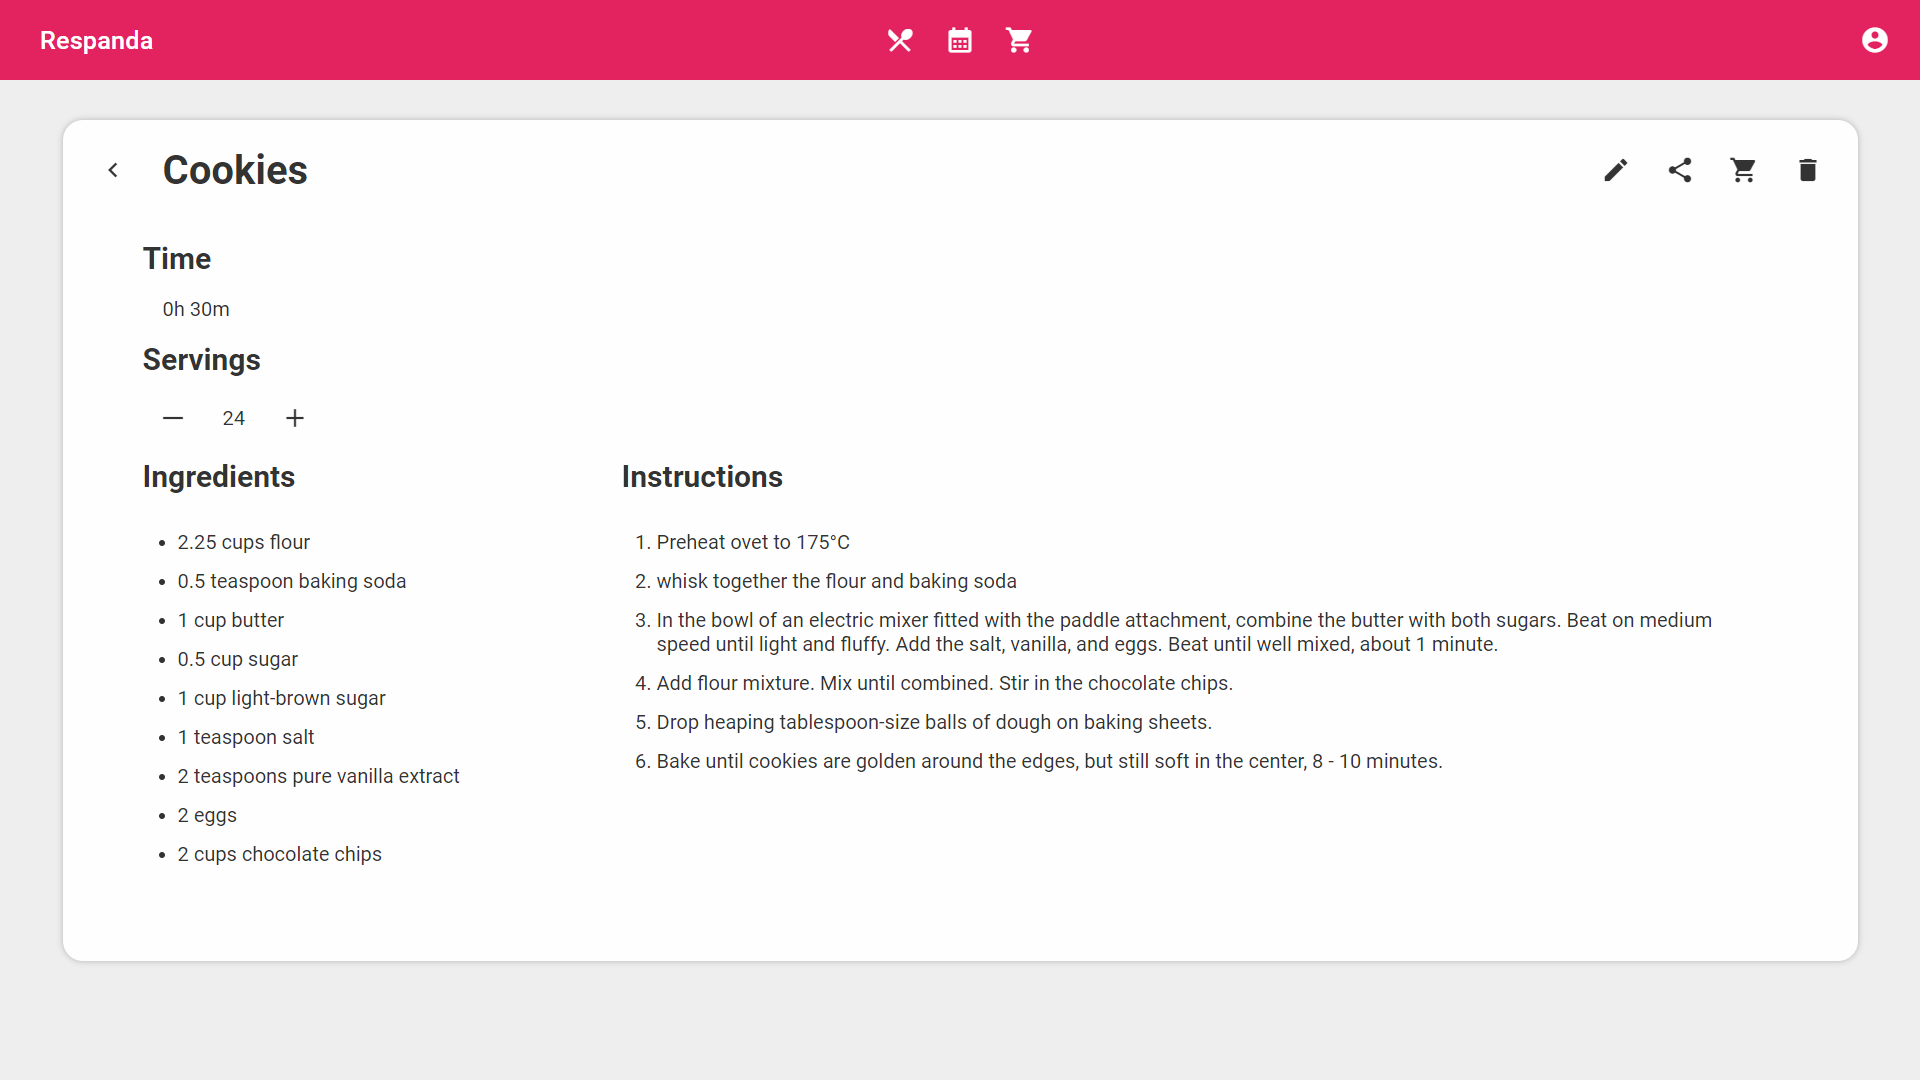 Respanda
Cookies
Time
0h 30m
Servings
24
Ingredients
• 2.25 cups flour
• 0.5 teaspoon baking soda
• 1 cup butter
• 0.5 cup sugar
• 1 cup light-brown sugar
• 1 teaspoon salt
• 2 teaspoons pure vanilla extract
• 2 eggs
• 2 cups chocolate chips
Instructions
1. Preheat ovet to 175°C
2. whisk together the flour and baking soda
3. In the bowl of an electric mixer fitted with the paddle attachment, combine the butter with both sugars. Beat on medium
speed until light and fluffy. Add the salt, vanilla, and eggs. Beat until well mixed, about 1 minute.
4. Add flour mixture. Mix until combined. Stir in the chocolate chips.
5. Drop heaping tablespoon-size balls of dough on baking sheets.
6. Bake until cookies are golden around the edges, but still soft in the center, 8 - 10 minutes.